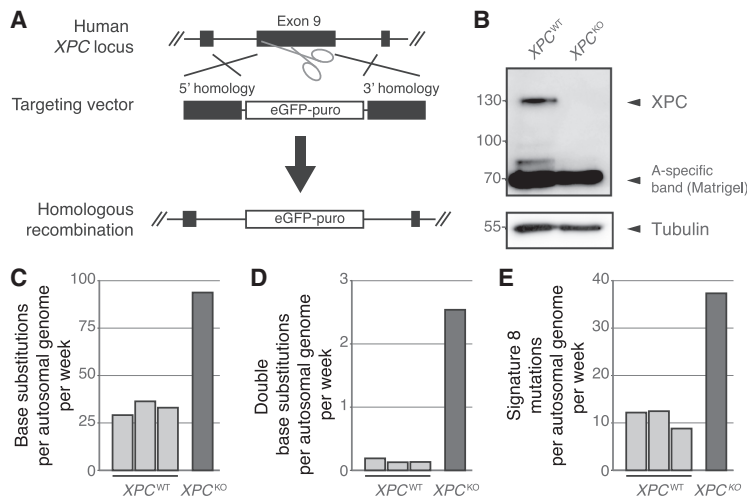 A
Human
XPC locus
Exon 9
5’ homology
3’ homology
Targeting vector
eGFP-puro
Homologous
recombination
eGFP-puro
B
XPCWT
XPCKO
130
100
70
55
XPC
A-specific
band (Matrigel)
Tubulin
C
Base substitutions
per autosomal genome
per week
100
75
50
25
0
XPCWT
XPCKO
D
Double
base substitutions
per autosomal genome
per week
3
2
1
0
XPCWT
XPCKO
E
Signature 8
mutations
per autosomal genome
per week
40
30
20
10
0
XPCWT
XPCKO